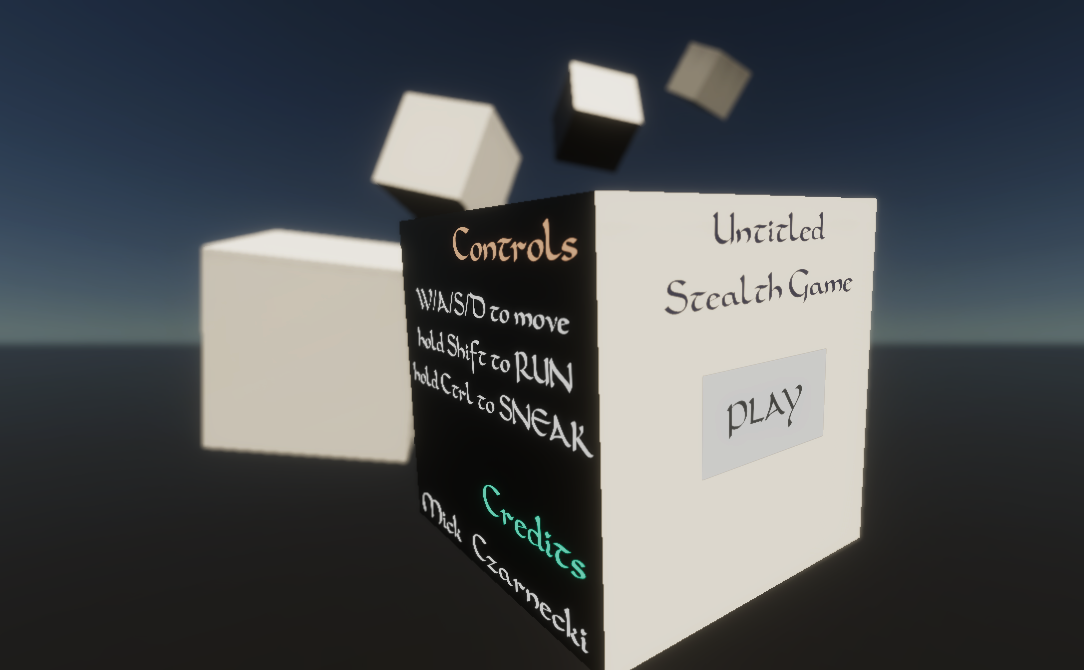 Controls
W/A/S/D to move
hold Shift to RUN
hold Ctrl to SNEAK
Credits
Mick Czarnecki
Untitled
Stealth Game
PLAY